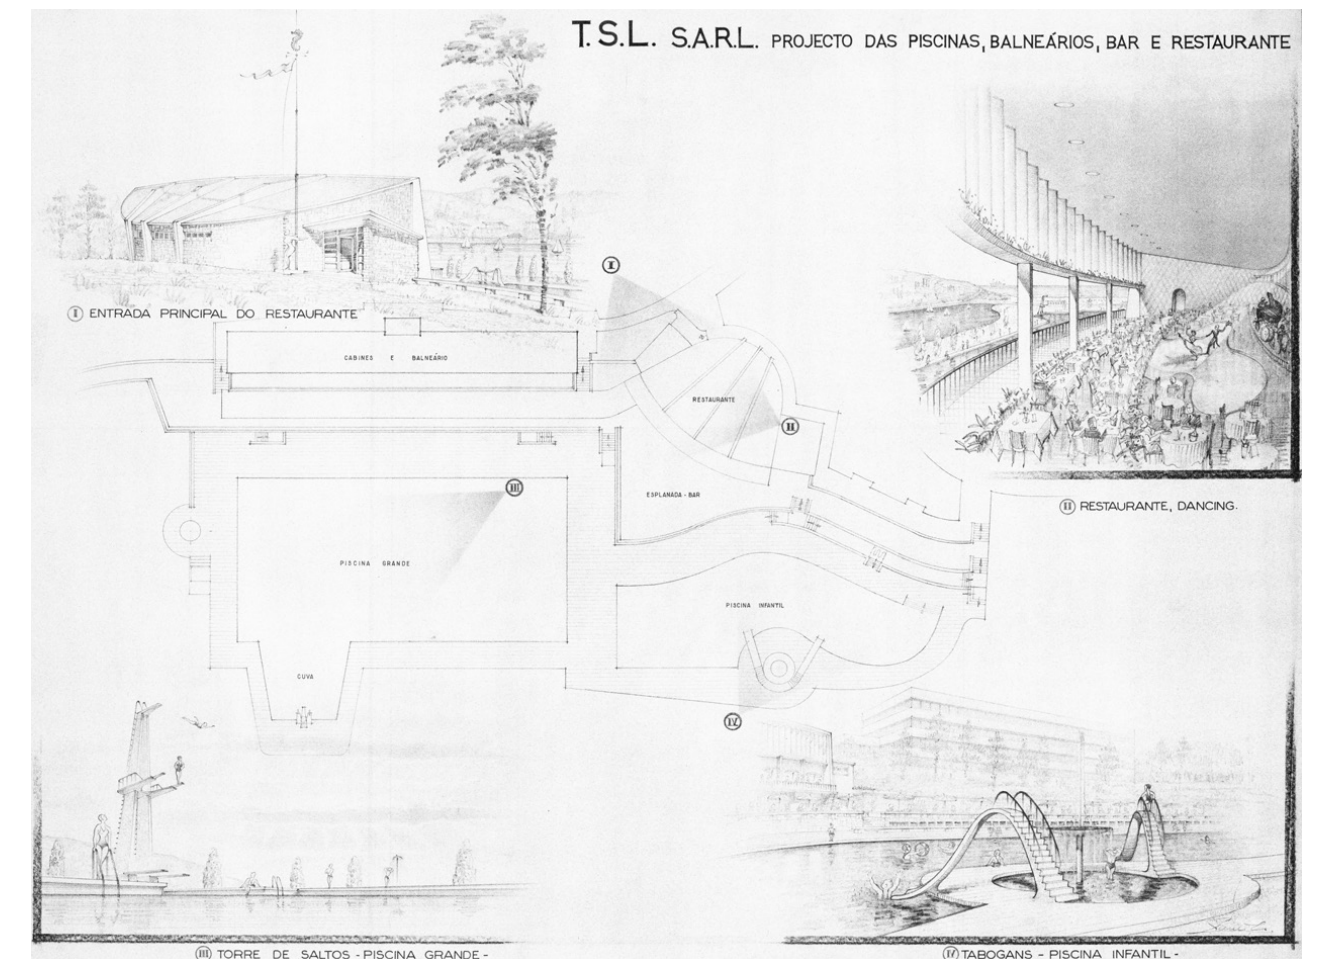 T.S.L. S.A.R.L. PROJECTO DAS PISCINAS, BALNEÁRIOS, BAR E RESTAURANTE
I ENTRADA PRINCIPAL DO RESTAURANTE
I
CABINES E BALNEÁRIO
RESTAURANTE
II
III
ESPLANADA-BAR
II RESTAURANTE, DANCING.
PISCINA GRANDE
PISCINA INFANTIL
CUVA
IV
III TORRE DE SALTOS - PISCINA GRANDE -
IV TABOGANS - PISCINA INFANTIL -